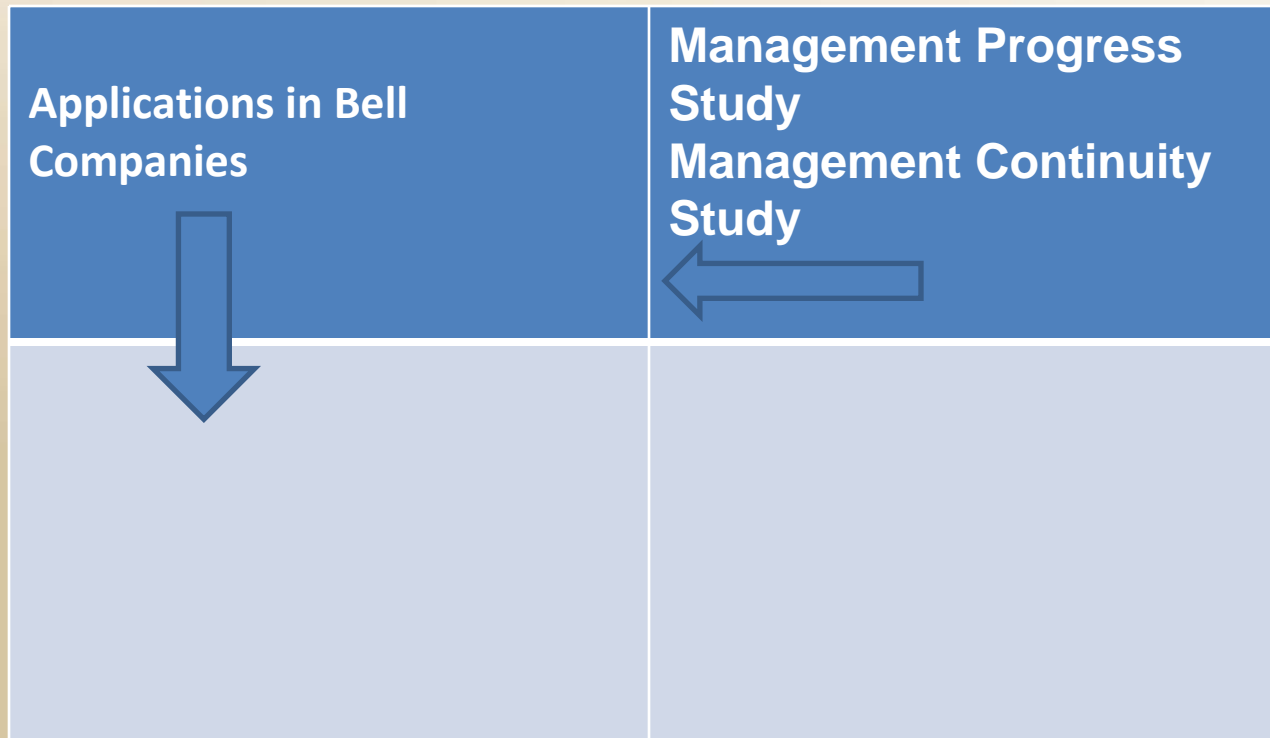 Applications in Bell
Companies
Management Progress
Study
Management Continuity
Study